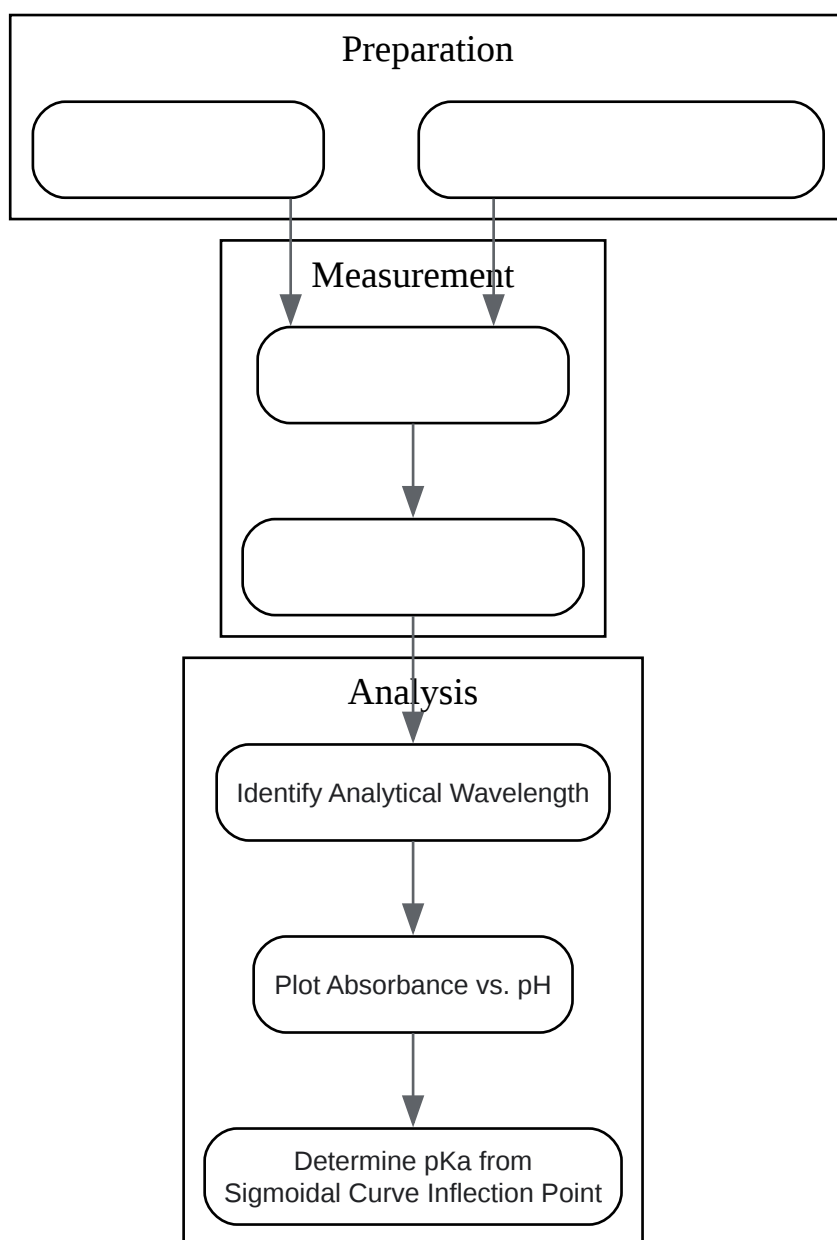 Preparation
Measurement
Analysis
Identify Analytical Wavelength
Plot Absorbance vs. pH
Determine pKa from
Sigmoidal Curve Inflection Point